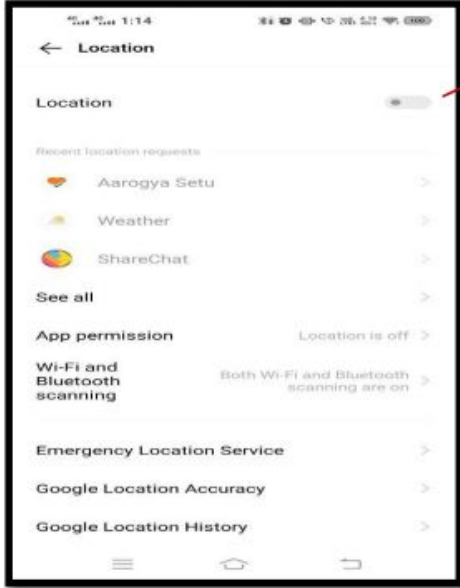 1:14
Location
Location
Recent location requests
Aarogya Setu
Weather
ShareChat
See all
App permission Location is off
Wi-Fi and
Bluetooth
scanning
Both Wi-Fi and Bluetooth
scanning are on
Emergency Location Service
Google Location Accuracy
Google Location History